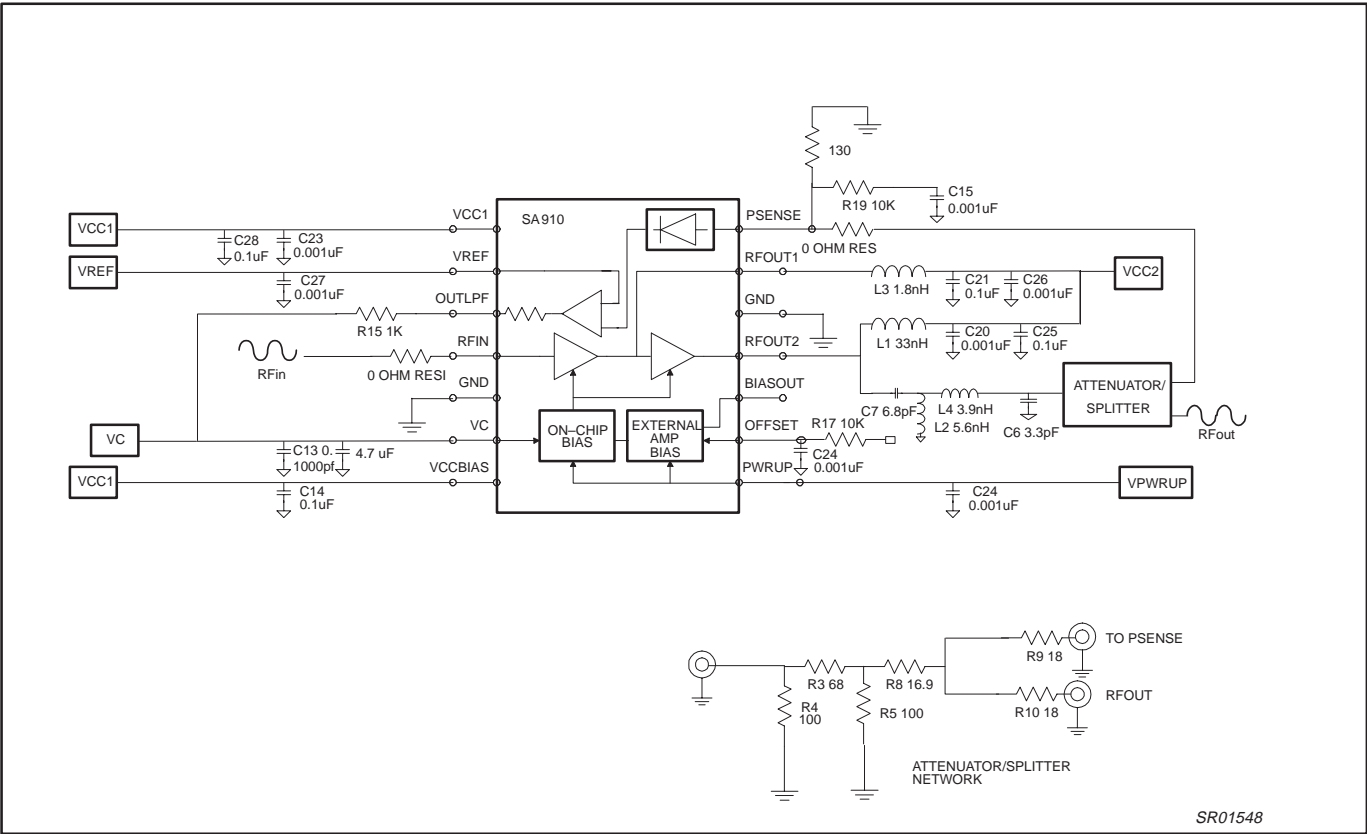 130
R19 10K
C15
0.001uF
VCC1
C28
0.1uF
C23
0.001uF
VCC1
SA910
PSENSE
0 OHM RES
VREF
C27
0.001uF
VREF
RFOUT1
L3 1.8nH
C21
0.1uF
C26
0.001uF
VCC2
OUTLPF
R15 1K
GND
L1 33nH
C20
0.001uF
C25
0.1uF
RFin
0 OHM RESI
RFIN
RFOUT2
GND
BIASOUT
C7 6.8pF
L4 3.9nH
L2 5.6nH
C6 3.3pF
ATTENUATOR/
SPLITTER
RFout
VC
C13 0.
1000pf
4.7 uF
VC
ON–CHIP
BIAS
EXTERNAL
AMP
BIAS
OFFSET
R17 10K
C24
0.001uF
VCC1
C14
0.1uF
VCCBIAS
PWRUP
C24
0.001uF
VPWRUP
R3 68
R8 16.9
R4
100
R5 100
R9 18
TO PSENSE
R10 18
RFOUT
ATTENUATOR/SPLITTER
NETWORK
SR01548